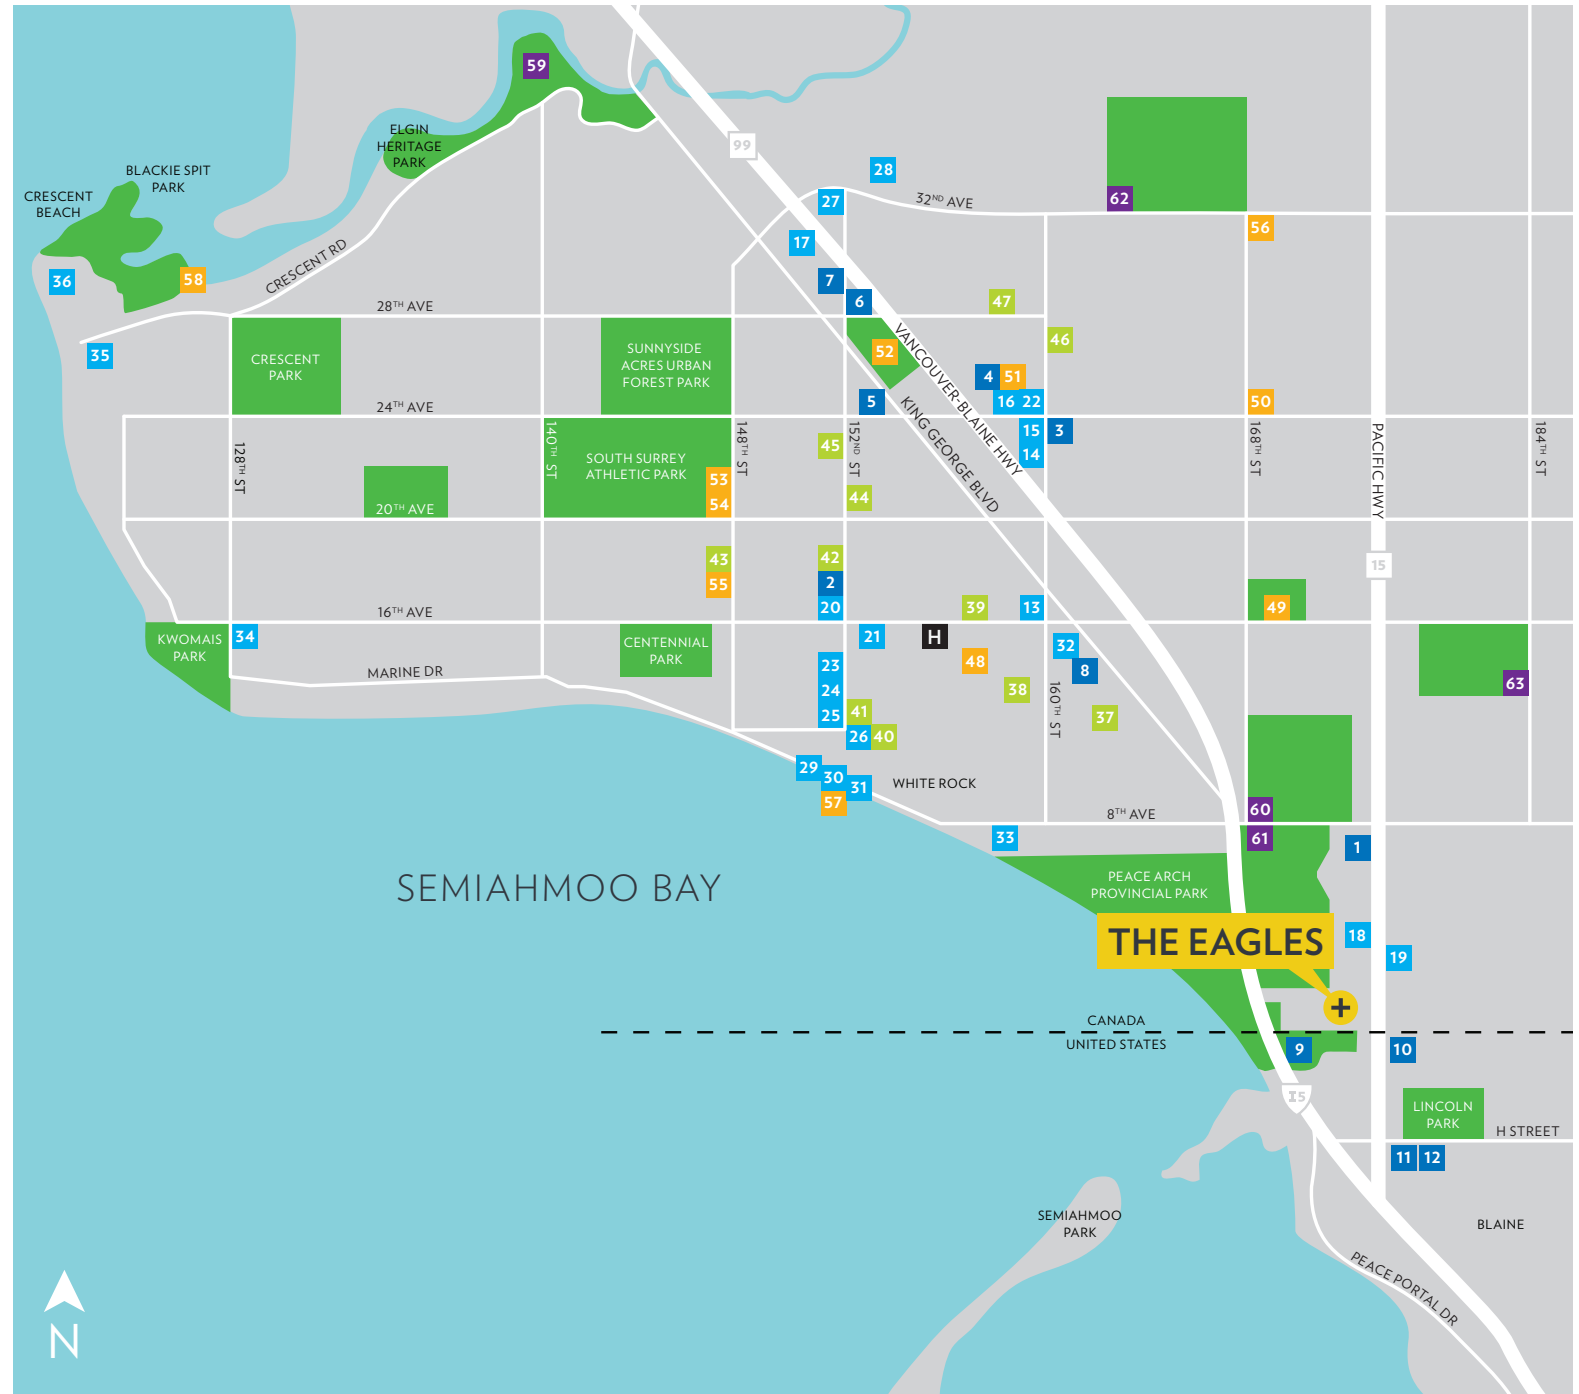 59
ELGIN
HERITAGE
PARK
99
BLACKIE SPIT
PARK
CRESCENT
BEACH
28
27
32ND AVE
62
56
17
36
58
CRESCENT RD
7
6
47
28TH AVE
35
CRESCENT
PARK
SUNNYSIDE
ACRES URBAN
FOREST PARK
52
VANCOUVER-BLAINE HWY
46
4
51
5
16
22
50
24TH AVE
KING GEORGE BLVD
128TH ST
140TH ST
148TH ST
152ND ST
168TH ST
PACIFIC HWY
184TH ST
15
3
14
45
SOUTH SURREY
ATHLETIC PARK
53
54
44
20TH AVE
43
55
42
2
20
15
16TH AVE
39
13
49
KWOMAIS
PARK
34
CENTENNIAL
PARK
21
H
32
48
8
MARINE DR
23
24
25
38
160TH ST
37
63
41
26
40
29
30
31
57
WHITE ROCK
8TH AVE
60
61
33
1
SEMIAHMOO BAY
PEACE ARCH
PROVINCIAL PARK
THE EAGLES
18
19
+
CANADA
UNITED STATES
9
10
I5
LINCOLN
PARK
H STREET
11
12
SEMIAHMOO
PARK
BLAINE
PEACE PORTAL DR
N